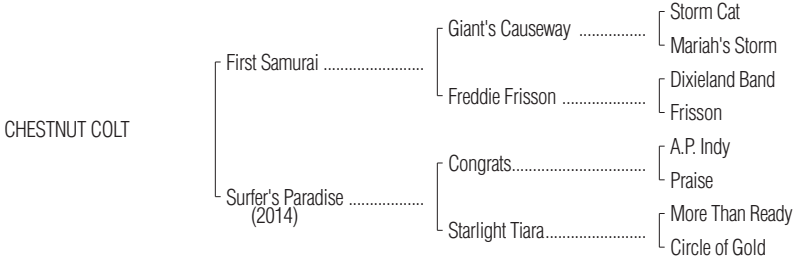 Storm Cat
Giant's Causeway ................
Mariah's Storm
First Samurai ........................
Dixieland Band
Freddie Frisson ....................
Frisson
CHESTNUT COLT
A.P. Indy
Congrats................................
Praise
Surfer's Paradise ..................
(2014)
More Than Ready
Starlight Tiara........................
Circle of Gold